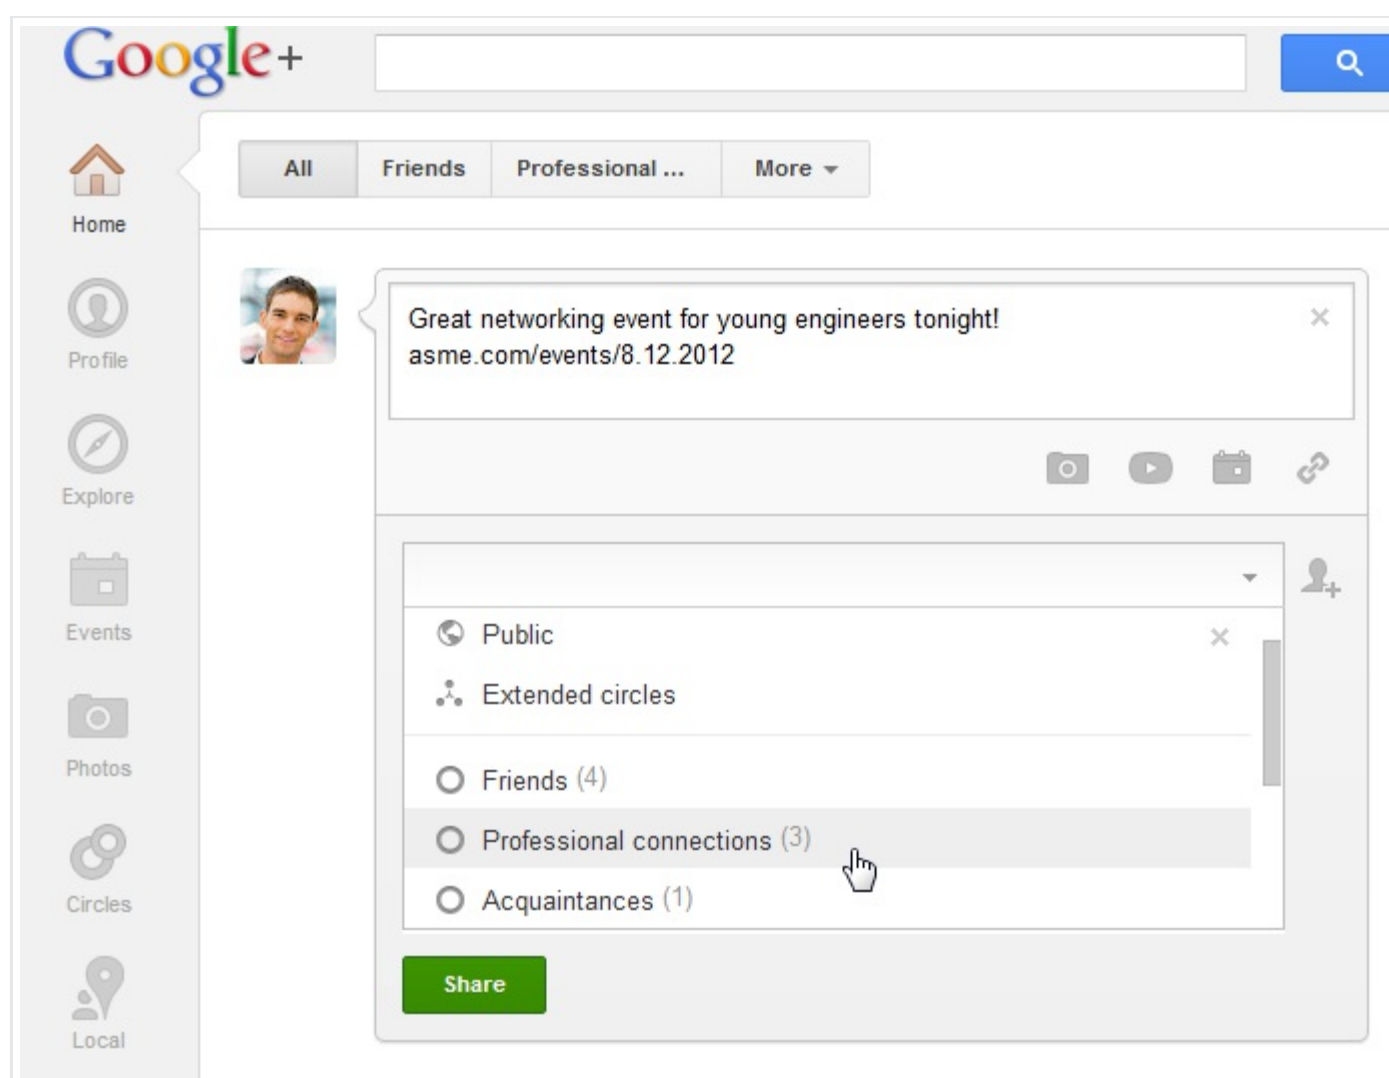 Google+
All Friends Professional ... More
Home
Great networking event for young engineers tonight!
asme.com/events/8.12.2012
Profile
Explore
Events
Public
Extended circles
Photos
Friends (4)
Professional connections (3)
Circles
Acquaintances (1)
Share
Local